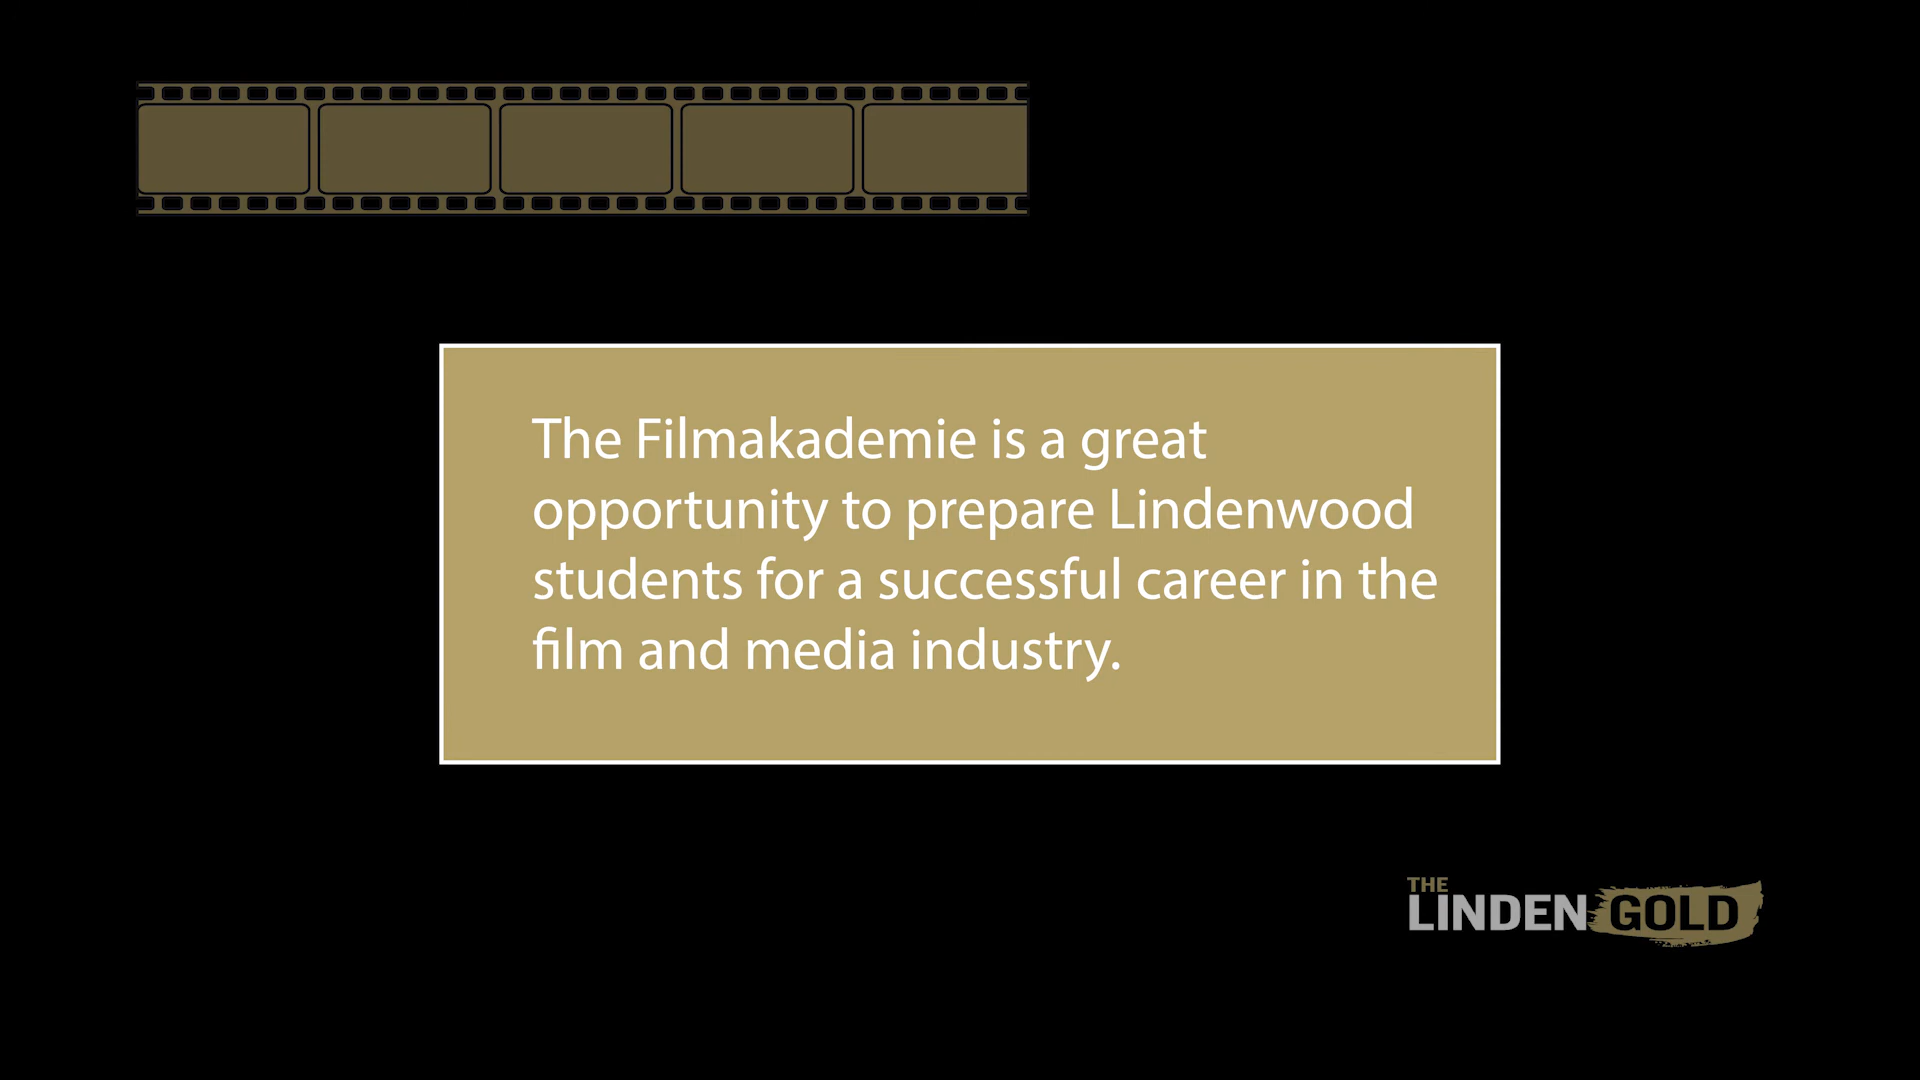 The Filmakademie is a great
opportunity to prepare Lindenwood
students for a successful career in the
film and media industry.
THE
LINDEN GOLD